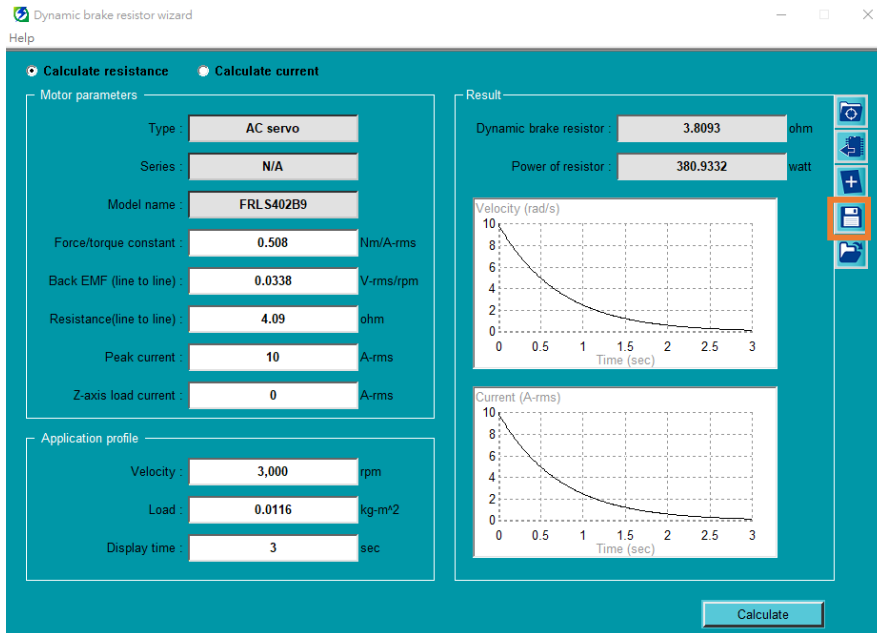 Dynamic brake resistor wizard
Help
Calculate resistance
Calculate current
Motor parameters
Type : AC servo
Series : N/A
Model name : FRLS402B9
Force/torque constant : 0.508 Nm/A-rms
Back EMF (line to line) : 0.0338 V-rms/rpm
Resistance(line to line) : 4.09 ohm
Peak current : 10 A-rms
Z-axis load current : 0 A-rms
Application profile
Velocity : 3,000 rpm
Load : 0.0116 kg-m^2
Display time : 3 sec
Result
Dynamic brake resistor : 3.8093 ohm
Power of resistor : 380.9332 watt
Velocity (rad/s)
10
8
6
4
2
0
0 0.5 1 1.5 2 2.5 3
Time (sec)
Current (A-rms)
10
8
6
4
2
0
0 0.5 1 1.5 2 2.5 3
Time (sec)
Calculate